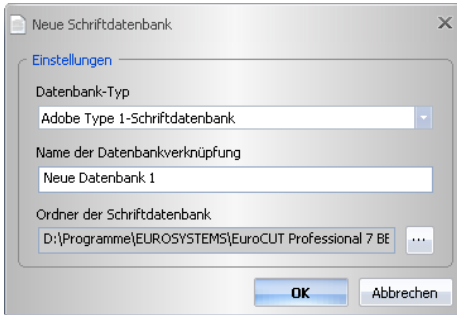 Neue Schriftdatenbank
Einstellungen
Datenbank-Typ
Adobe Type 1-Schriftdatenbank
Name der Datenbankverknüpfung
Neue Datenbank 1
Ordner der Schriftdatenbank
D:\Programme\EUROSYSTEMS\EuroCUT Professional 7 BE
...
OK Abbrechen